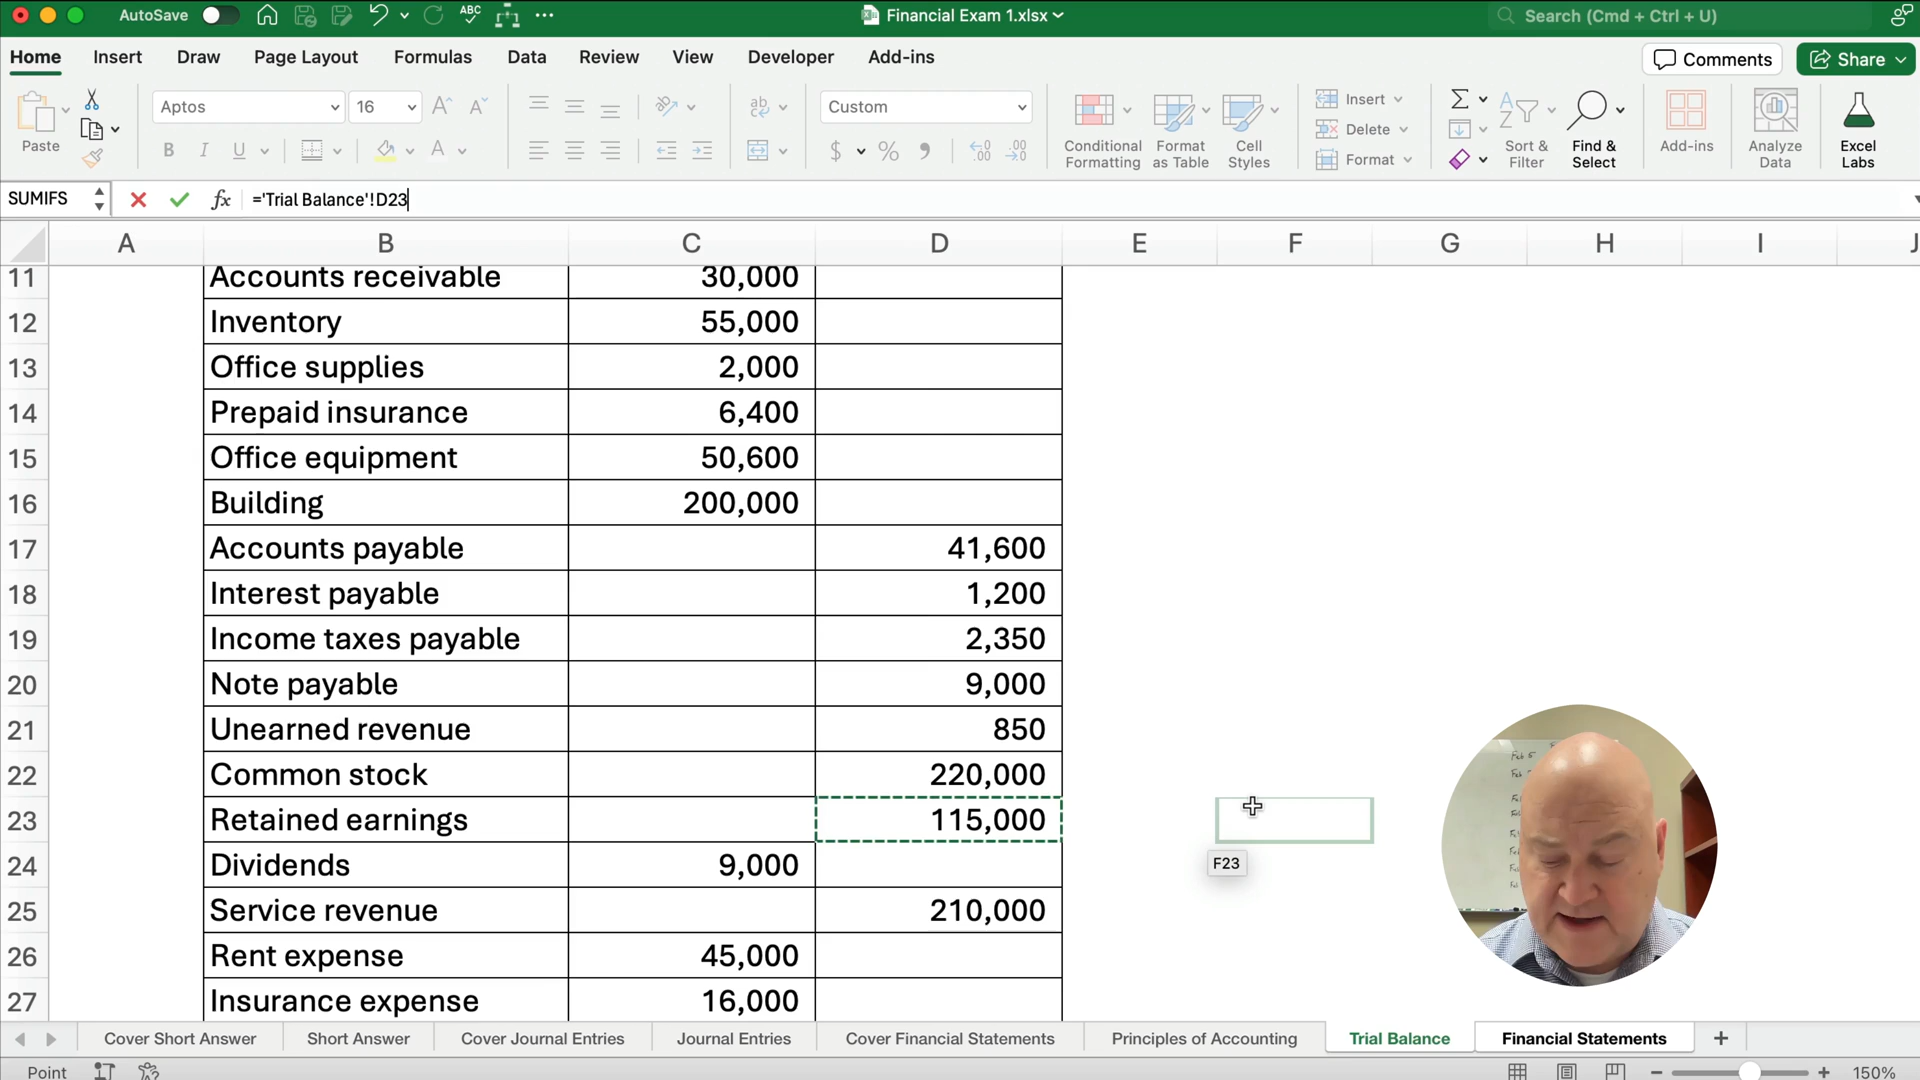 AutoSave
ABC
Financial Exam 1.xlsx
Search (Cmd + Ctrl + U)
Home Insert Draw Page Layout Formulas Data Review View Developer Add-ins
Comments
Share
Paste
Aptos
16
B I U
ab
Custom
$ % 9
Conditional Formatting
Format as Table
Cell Styles
Insert
Delete
Format
Sort & Filter
Find & Select
Add-ins
Analyze Data
Excel Labs
SUMIFS fx ='Trial Balance'!D23
A B C D E F G H I J
11 Accounts receivable 30,000
12 Inventory 55,000
13 Office supplies 2,000
14 Prepaid insurance 6,400
15 Office equipment 50,600
16 Building 200,000
17 Accounts payable 41,600
18 Interest payable 1,200
19 Income taxes payable 2,350
20 Note payable 9,000
21 Unearned revenue 850
22 Common stock 220,000
23 Retained earnings 115,000
F23
24 Dividends 9,000
25 Service revenue 210,000
26 Rent expense 45,000
27 Insurance expense 16,000
Cover Short Answer Short Answer Cover Journal Entries Journal Entries Cover Financial Statements Principles of Accounting Trial Balance Financial Statements +
Point
150%